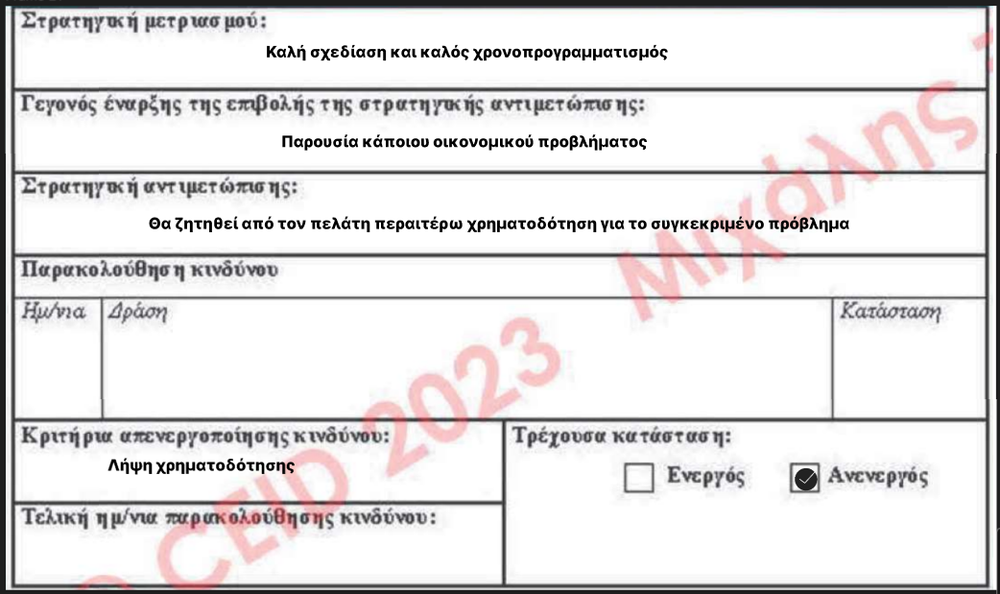 Στρατηγική μετριασμού:
Καλή σχεδίαση και καλός χρονοπρογραμματισμός
Γεγονός έναρξης της επιβολής της στρατηγικής αντιμετώπισης:
Παρουσία κάποιου οικονομικού προβλήματος
Στρατηγική αντιμετώπισης:
Θα ζητηθεί από τον πελάτη περαιτέρω χρηματοδότηση για το συγκεκριμένο πρόβλημα
Παρακολούθηση κινδύνου
Ημ/νια Δράση Κατάσταση
Κριτήρια απενεργοποίησης κινδύνου:
Λήψη χρηματοδότησης
Τρέχουσα κατάσταση:
Ενεργός Ανενεργός
Τελική ημ/νια παρακολούθησης κινδύνου:
© CEID 2023 Μιχάλης